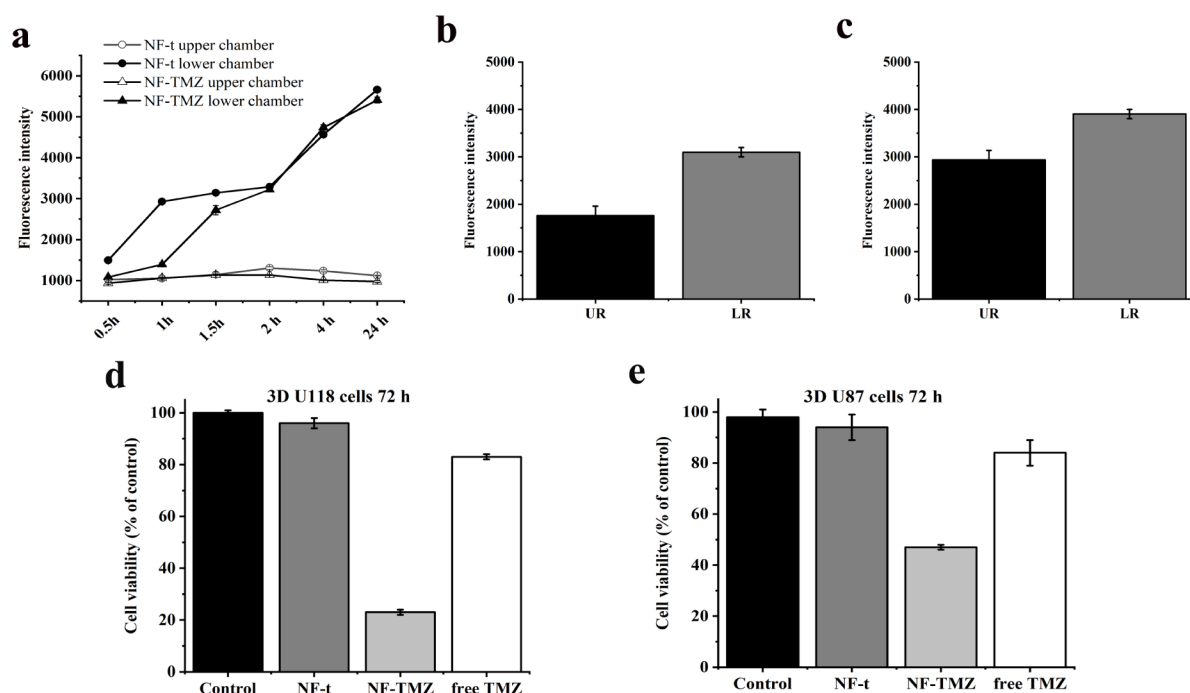 a
NF-t upper chamber
NF-t lower chamber
NF-TMZ upper chamber
NF-TMZ lower chamber
Fluorescence intensity
6000
5000
4000
3000
2000
1000
0.5h
1h
1.5h
2 h
4 h
24 h
b
Fluorescence intensity
5000
4000
3000
2000
1000
0
UR
LR
c
Fluorescence intensity
5000
4000
3000
2000
1000
0
UR
LR
d
3D U118 cells 72 h
Cell viability (% of control)
100
80
60
40
20
0
Control
NF-t
NF-TMZ
free TMZ
e
3D U87 cells 72 h
Cell viability (% of control)
100
80
60
40
20
0
Control
NF-t
NF-TMZ
free TMZ